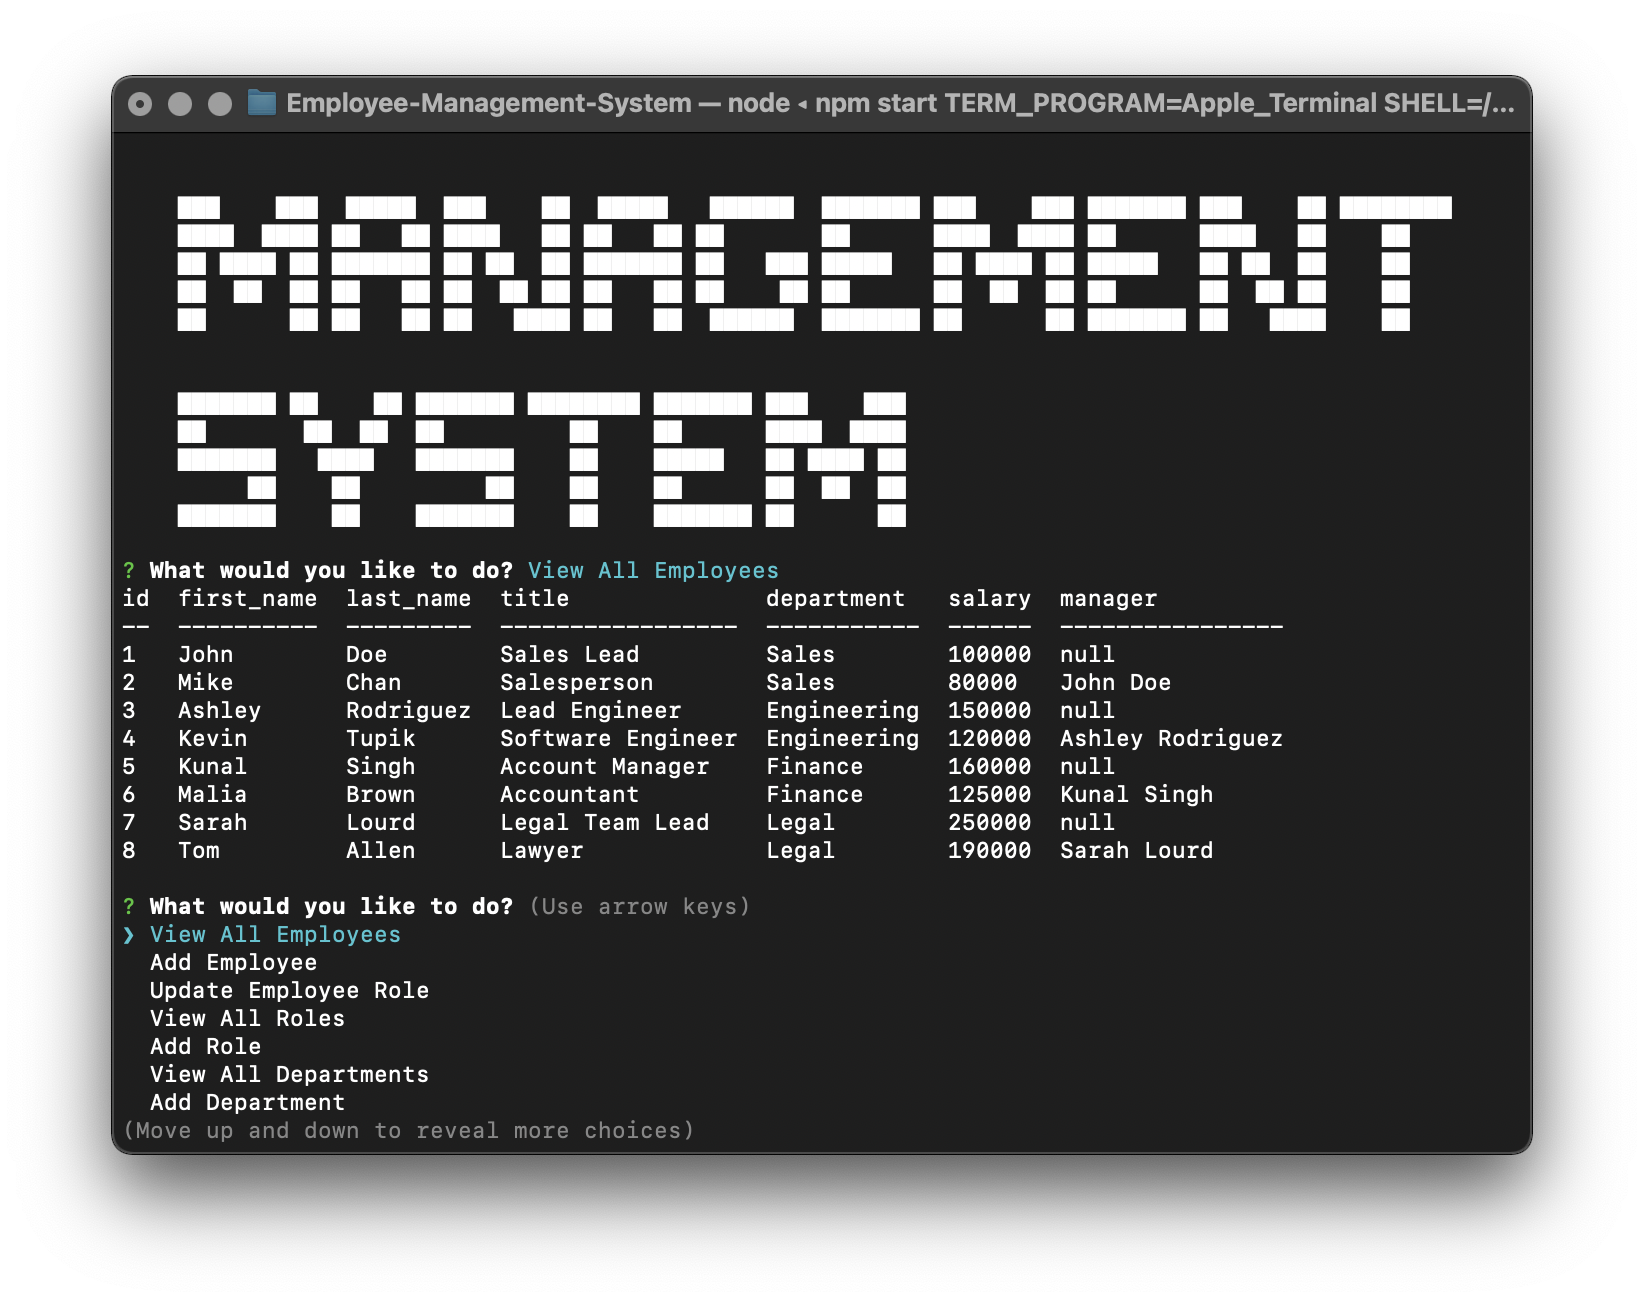 Employee-Management-System — node ◂ npm start TERM_PROGRAM=Apple_Terminal SHELL=/...
MANAGEMENT
SYSTEM
? What would you like to do? View All Employees
id  first_name  last_name  title              department   salary  manager
--  ----------  ---------  -----------------  -----------  ------  ----------------
1   John        Doe        Sales Lead         Sales        100000  null
2   Mike        Chan       Salesperson        Sales        80000   John Doe
3   Ashley      Rodriguez  Lead Engineer      Engineering  150000  null
4   Kevin       Tupik      Software Engineer  Engineering  120000  Ashley Rodriguez
5   Kunal       Singh      Account Manager    Finance      160000  null
6   Malia       Brown      Accountant         Finance      125000  Kunal Singh
7   Sarah       Lourd      Legal Team Lead    Legal        250000  null
8   Tom         Allen      Lawyer             Legal        190000  Sarah Lourd
? What would you like to do? (Use arrow keys)
❯ View All Employees
  Add Employee
  Update Employee Role
  View All Roles
  Add Role
  View All Departments
  Add Department
(Move up and down to reveal more choices)